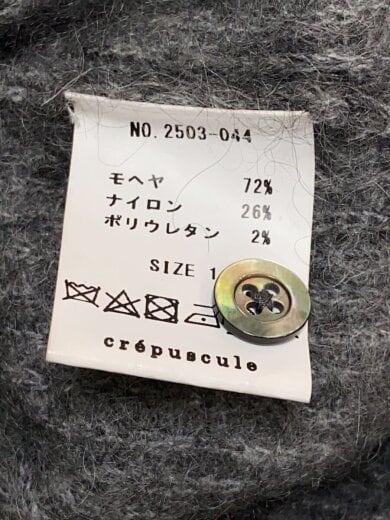 NO. 2503-044
モヘヤ 72%
ナイロン 26%
ポリウレタン 2%
SIZE 1
crépuscule